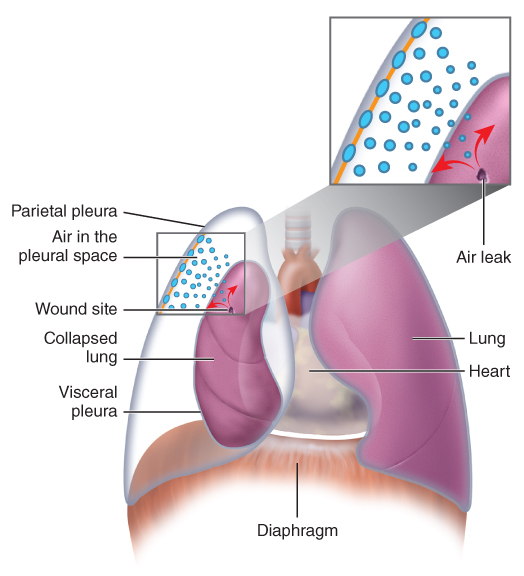 Parietal pleura
Air in the
pleural space
Air leak
Wound site
Collapsed
lung
Lung
Heart
Visceral
pleura
Diaphragm